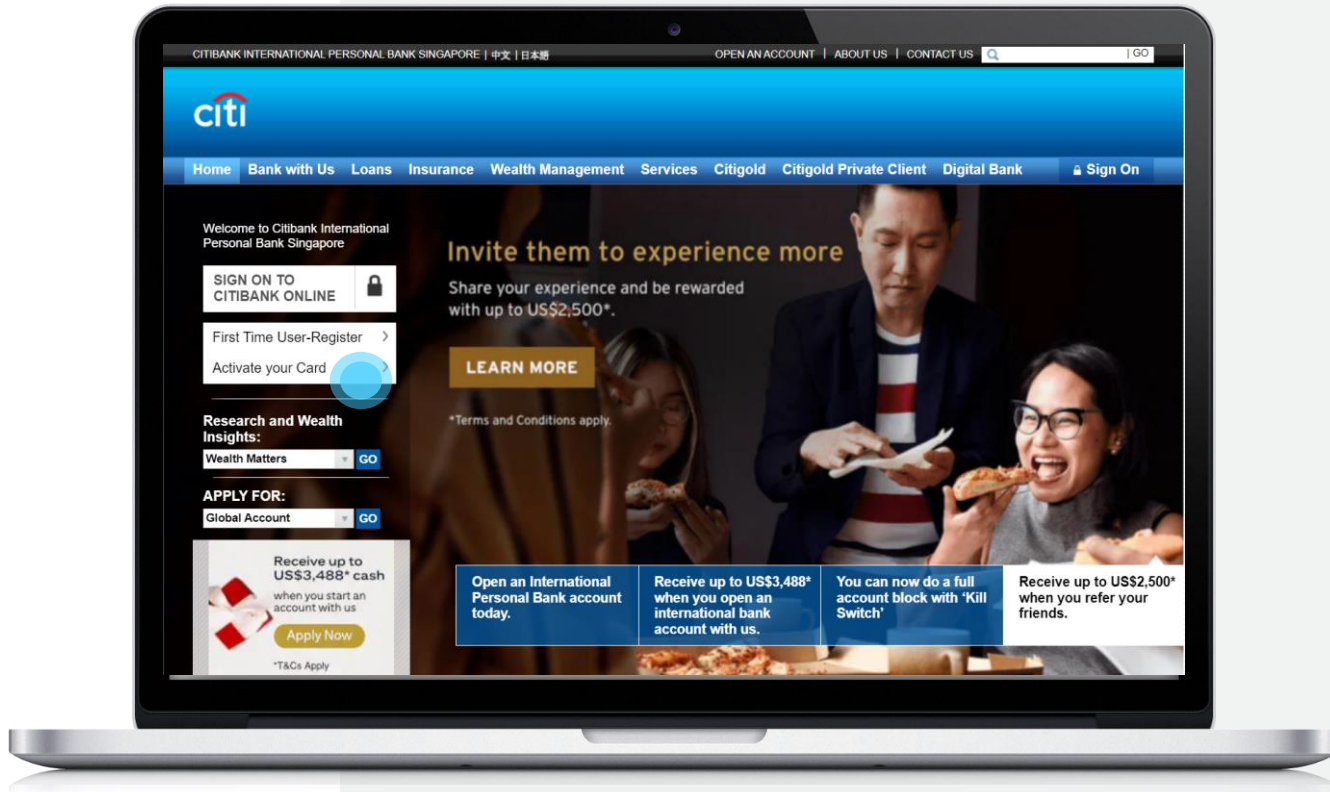 CITIBANK INTERNATIONAL PERSONAL BANK SINGAPORE | 中文 | 日本語
OPEN AN ACCOUNT | ABOUT US | CONTACT US | GO
citi
Home Bank with Us Loans Insurance Wealth Management Services Citigold Citigold Private Client Digital Bank Sign On
Welcome to Citibank International
Personal Bank Singapore
SIGN ON TO
CITIBANK ONLINE
First Time User-Register
Activate your Card
Research and Wealth
Insights:
Wealth Matters GO
APPLY FOR:
Global Account GO
Receive up to
US$3,488* cash
when you start an
account with us
Apply Now
*T&Cs Apply
Invite them to experience more
Share your experience and be rewarded
with up to US$2,500*.
LEARN MORE
*Terms and Conditions apply.
Open an International
Personal Bank account
today.
Receive up to US$3,488*
when you open an
international bank
account with us.
You can now do a full
account block with ‘Kill
Switch’
Receive up to US$2,500*
when you refer your
friends.